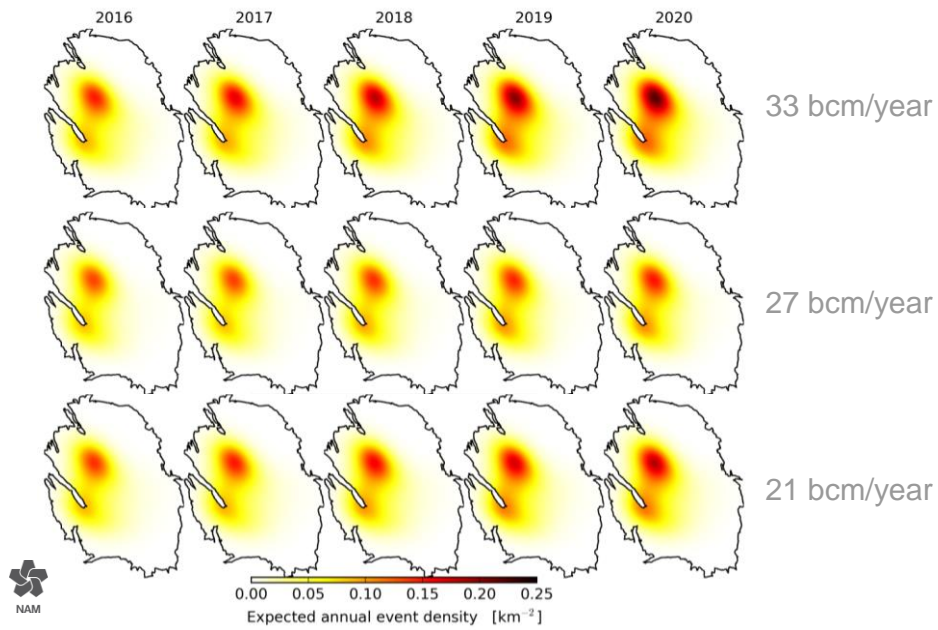 2016 2017 2018 2019 2020
33 bcm/year
27 bcm/year
21 bcm/year
0.00 0.05 0.10 0.15 0.20 0.25
Expected annual event density [km⁻²]
NAM